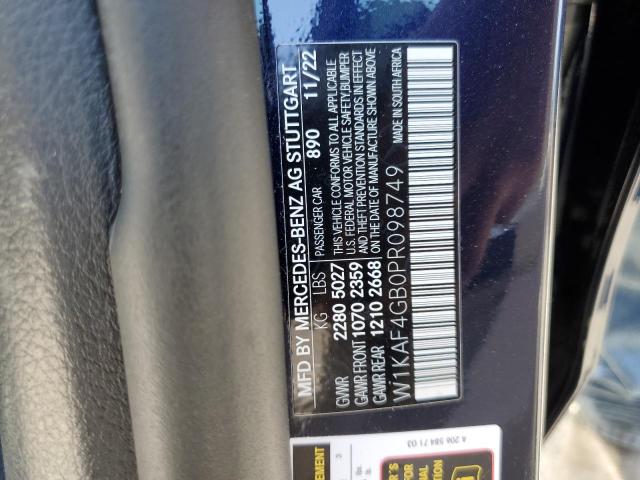 MFD BY MERCEDES-BENZ AG STUTTGART
KG LBS PASSENGER CAR 890 11/22
GVWR 2280 5027 THIS VEHICLE CONFORMS TO ALL APPLICABLE
U.S. FEDERAL MOTOR VEHICLE SAFETY, BUMPER
GAWR FRONT 1070 2359 AND THEFT PREVENTION STANDARDS IN EFFECT
GAWR REAR 1210 2668 ON THE DATE OF MANUFACTURE SHOWN ABOVE
W1KAF4GB0PR098749 MADE IN SOUTH AFRICA
A 206 584 71 03